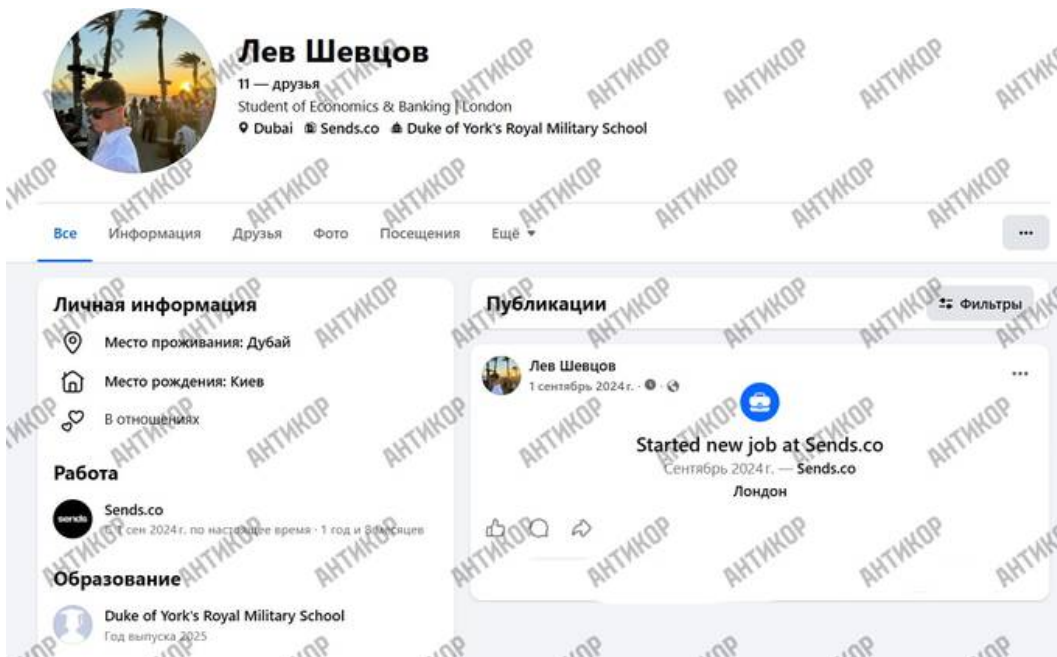 Лев Шевцов
11 — друзья
Student of Economics & Banking | London
Dubai Sends.co Duke of York's Royal Military School
Все Информация Друзья Фото Посещения Ещё
Личная информация
Место проживания: Дубай
Место рождения: Киев
В отношениях
Работа
sends
Sends.co
С 1 сен 2024 г. по настоящее время · 1 год и 8 месяцев
Образование
Duke of York's Royal Military School
Год выпуска 2025
Публикации
Фильтры
Лев Шевцов
1 сентябрь 2024 г.
Started new job at Sends.co
Сентябрь 2024 г. — Sends.co
Лондон
АНТИКОР